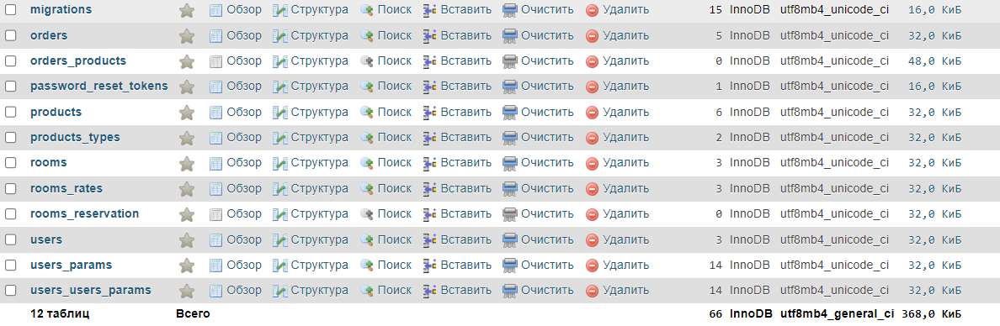 migrations Обзор Структура Поиск Вставить Очистить Удалить 15 InnoDB utf8mb4_unicode_ci 16,0 КиБ
orders Обзор Структура Поиск Вставить Очистить Удалить 5 InnoDB utf8mb4_unicode_ci 32,0 КиБ
orders_products Обзор Структура Поиск Вставить Очистить Удалить 0 InnoDB utf8mb4_unicode_ci 48,0 КиБ
password_reset_tokens Обзор Структура Поиск Вставить Очистить Удалить 1 InnoDB utf8mb4_unicode_ci 16,0 КиБ
products Обзор Структура Поиск Вставить Очистить Удалить 6 InnoDB utf8mb4_unicode_ci 32,0 КиБ
products_types Обзор Структура Поиск Вставить Очистить Удалить 2 InnoDB utf8mb4_unicode_ci 32,0 КиБ
rooms Обзор Структура Поиск Вставить Очистить Удалить 3 InnoDB utf8mb4_unicode_ci 32,0 КиБ
rooms_rates Обзор Структура Поиск Вставить Очистить Удалить 3 InnoDB utf8mb4_unicode_ci 32,0 КиБ
rooms_reservation Обзор Структура Поиск Вставить Очистить Удалить 0 InnoDB utf8mb4_unicode_ci 32,0 КиБ
users Обзор Структура Поиск Вставить Очистить Удалить 3 InnoDB utf8mb4_unicode_ci 32,0 КиБ
users_params Обзор Структура Поиск Вставить Очистить Удалить 14 InnoDB utf8mb4_unicode_ci 32,0 КиБ
users_users_params Обзор Структура Поиск Вставить Очистить Удалить 14 InnoDB utf8mb4_unicode_ci 32,0 КиБ
12 таблиц Всего 66 InnoDB utf8mb4_general_ci 368,0 КиБ